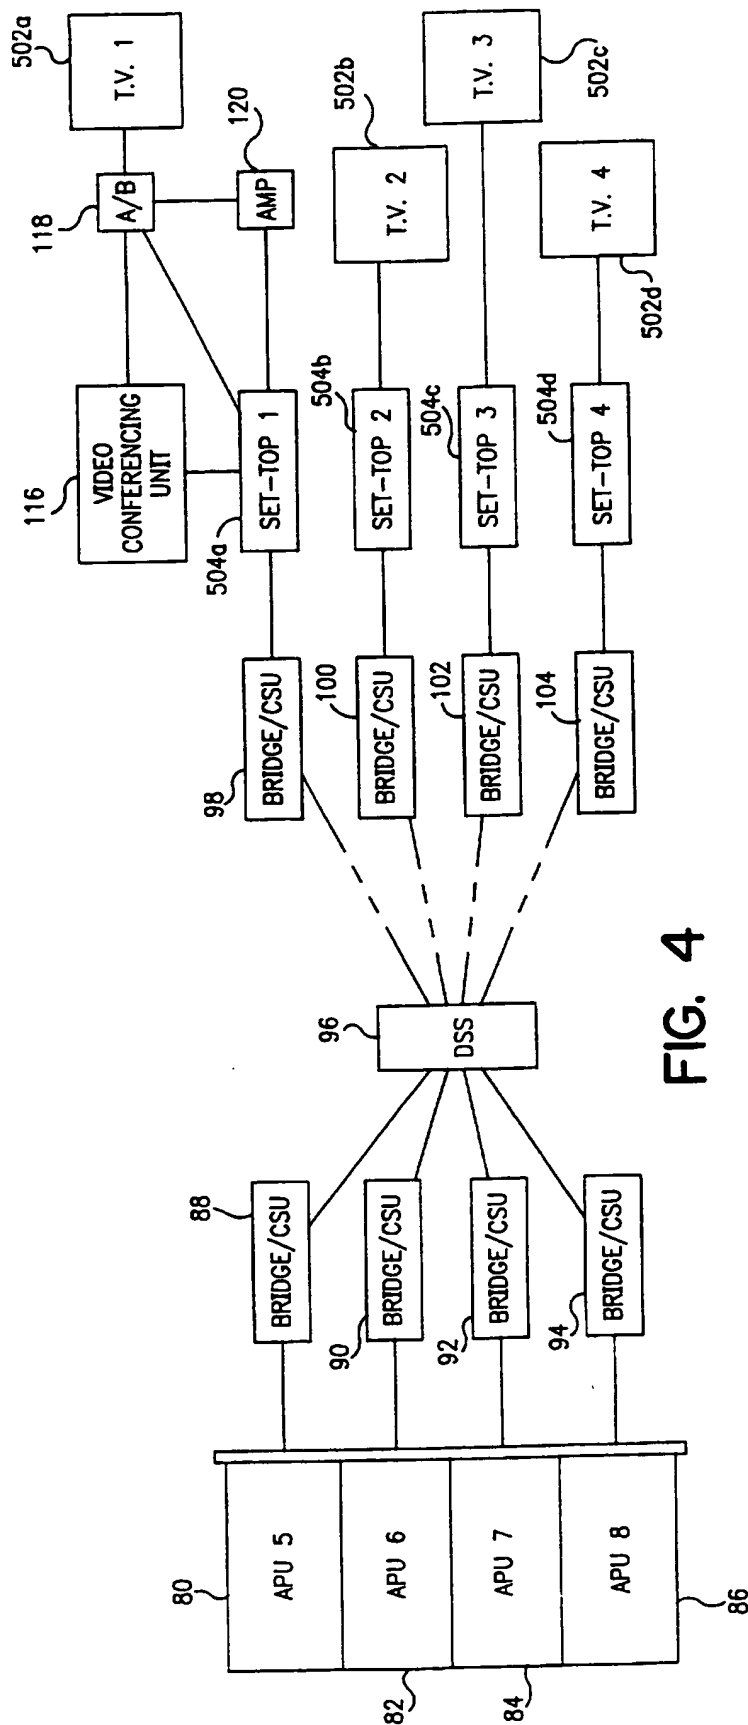 80
APU 5
APU 6
82
APU 7
84
APU 8
86
88
BRIDGE/CSU
90
BRIDGE/CSU
92
BRIDGE/CSU
94
BRIDGE/CSU
96
DSS
98
BRIDGE/CSU
100
BRIDGE/CSU
102
BRIDGE/CSU
104
BRIDGE/CSU
116
VIDEO
CONFERENCING
UNIT
504a
SET-TOP 1
504b
SET-TOP 2
504c
SET-TOP 3
504d
SET-TOP 4
118
A/B
120
AMP
502a
T.V. 1
502b
T.V. 2
T.V. 3
502c
T.V. 4
502d
FIG. 4